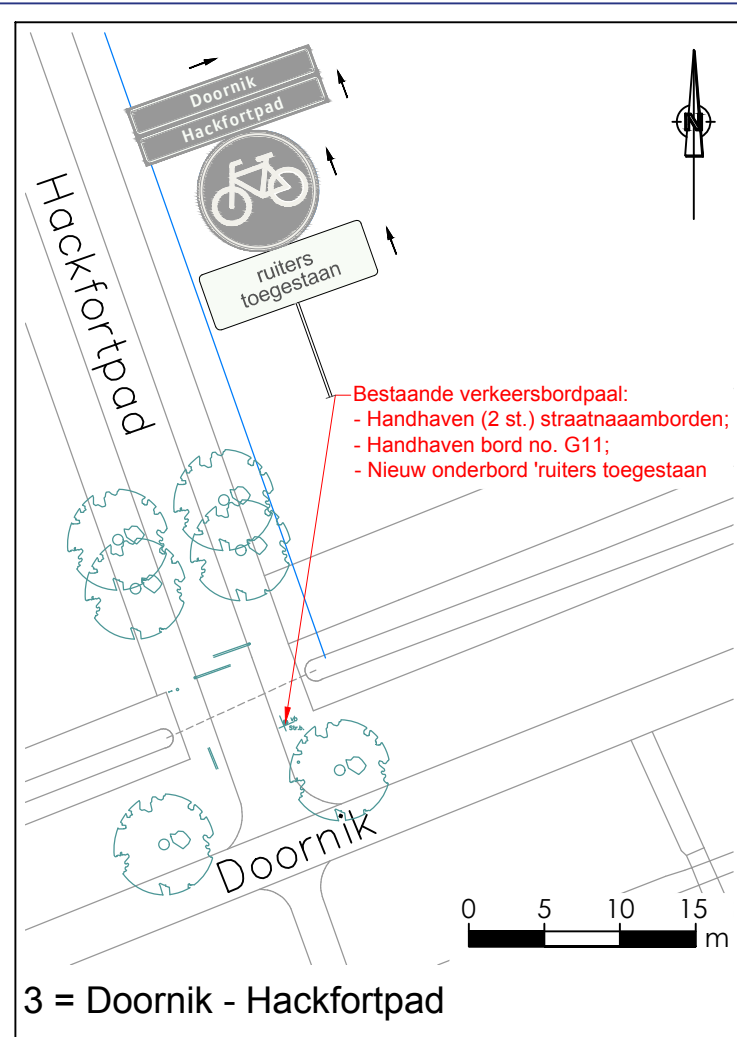 Doornik
Hackfortpad
ruiters
toegestaan
N
Hackfortpad
Bestaande verkeersbordpaal:
- Handhaven (2 st.) straatnaaamborden;
- Handhaven bord no. G11;
- Nieuw onderbord 'ruiters toegestaan
Doornik
0 5 10 15
m
3 = Doornik - Hackfortpad